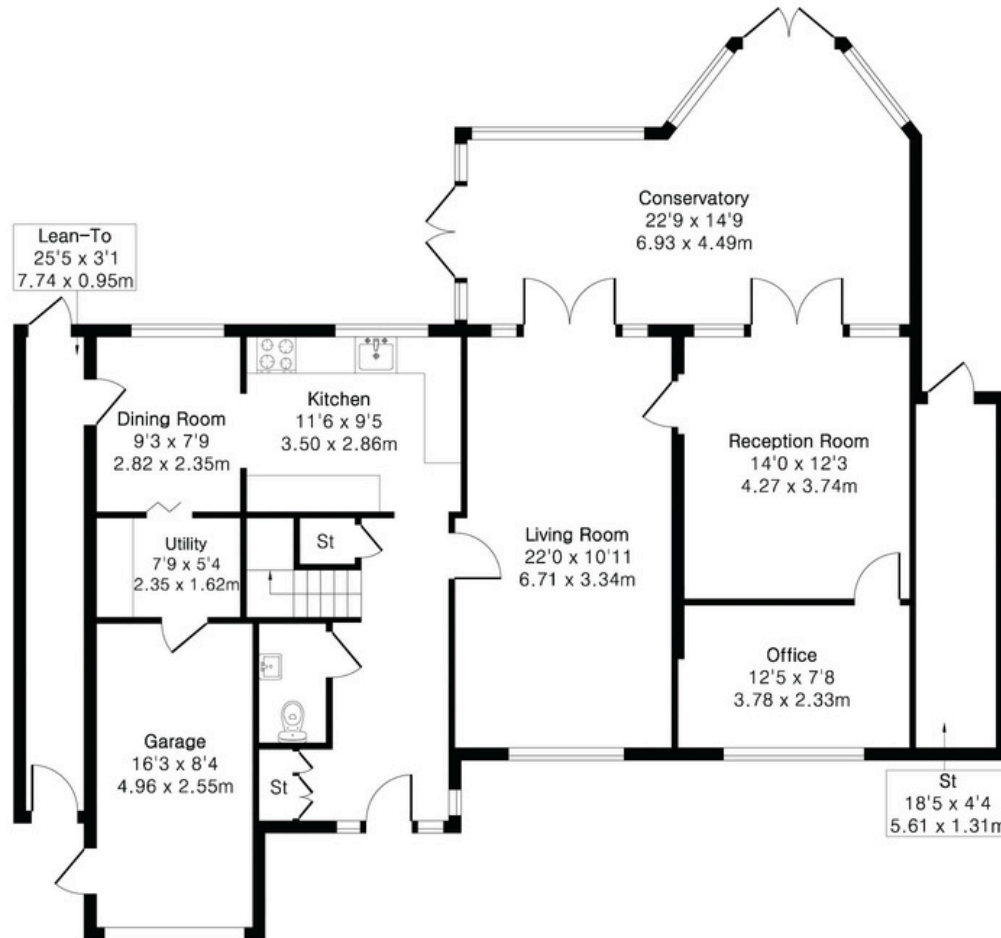 Conservatory
22'9 x 14'9
6.93 x 4.49m
Lean-To
25'5 x 3'1
7.74 x 0.95m
Kitchen
11'6 x 9'5
3.50 x 2.86m
Dining Room
9'3 x 7'9
2.82 x 2.35m
Reception Room
14'0 x 12'3
4.27 x 3.74m
Living Room
22'0 x 10'11
6.71 x 3.34m
St
Utility
7'9 x 5'4
2.35 x 1.62m
Office
12'5 x 7'8
3.78 x 2.33m
Garage
16'3 x 8'4
4.96 x 2.55m
St
St
18'5 x 4'4
5.61 x 1.31m